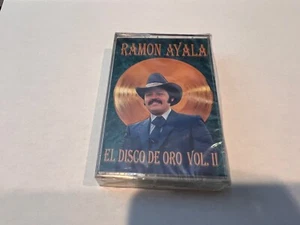 RAMON AYALA
EL DISCO DE ORO VOL. II